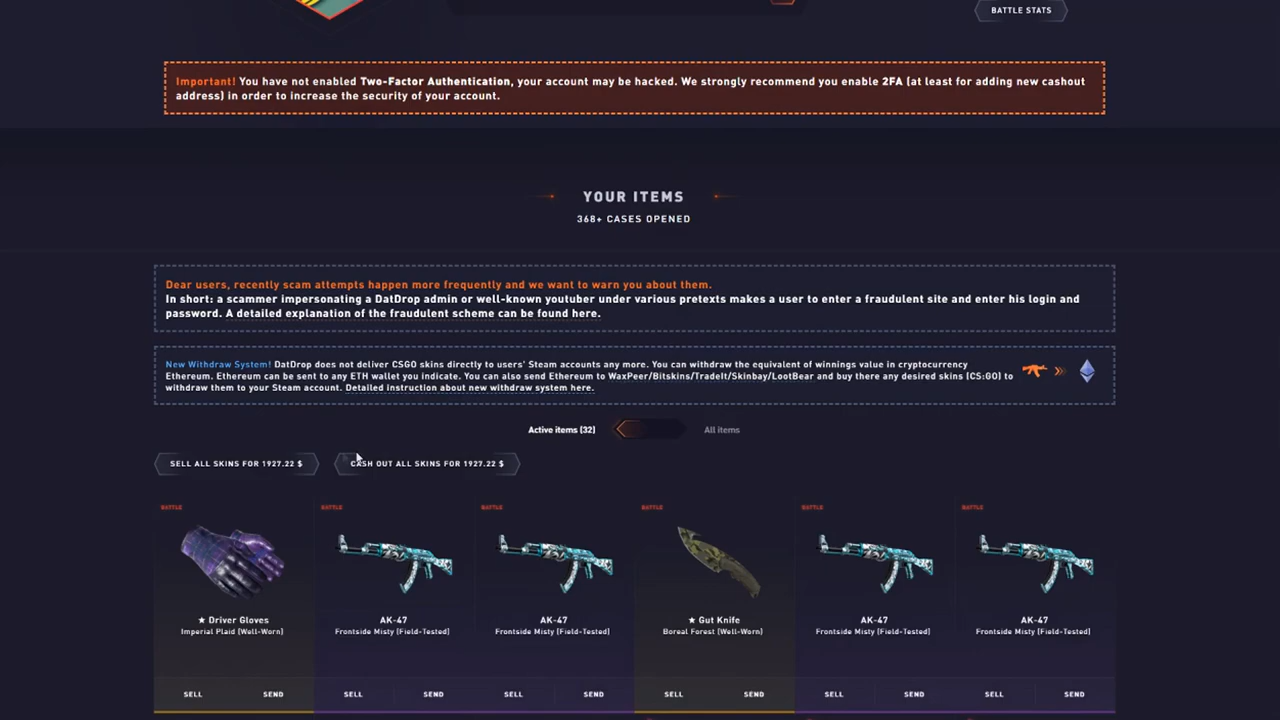 BATTLE STATS
Important! You have not enabled Two-Factor Authentication, your account may be hacked. We strongly recommend you enable 2FA (at least for adding new cashout
address) in order to increase the security of your account.
YOUR ITEMS
368+ CASES OPENED
Dear users, recently scam attempts happen more frequently and we want to warn you about them.
In short: a scammer impersonating a DatDrop admin or well-known youtuber under various pretexts makes a user to enter a fraudulent site and enter his login and
password. A detailed explanation of the fraudulent scheme can be found here.
New Withdraw System! DatDrop does not deliver CSGO skins directly to users' Steam accounts any more. You can withdraw the equivalent of winnings value in cryptocurrency
Ethereum. Ethereum can be sent to any ETH wallet you indicate. You can also send Ethereum to WaxPeer/Bitskins/TradeIt/Skinbay/LootBear and buy there any desired skins (CS:GO) to
withdraw them to your Steam account. Detailed instruction about new withdraw system here.
Active items (32) All items
SELL ALL SKINS FOR 1927.22 $ CASH OUT ALL SKINS FOR 1927.22 $
BATTLE BATTLE BATTLE BATTLE BATTLE BATTLE
★ Driver Gloves AK-47 AK-47 ★ Gut Knife AK-47 AK-47
Imperial Plaid (Well-Worn) Frontside Misty (Field-Tested) Frontside Misty (Field-Tested) Boreal Forest (Well-Worn) Frontside Misty (Field-Tested) Frontside Misty (Field-Tested)
SELL SEND SELL SEND SELL SEND SELL SEND SELL SEND SELL SEND